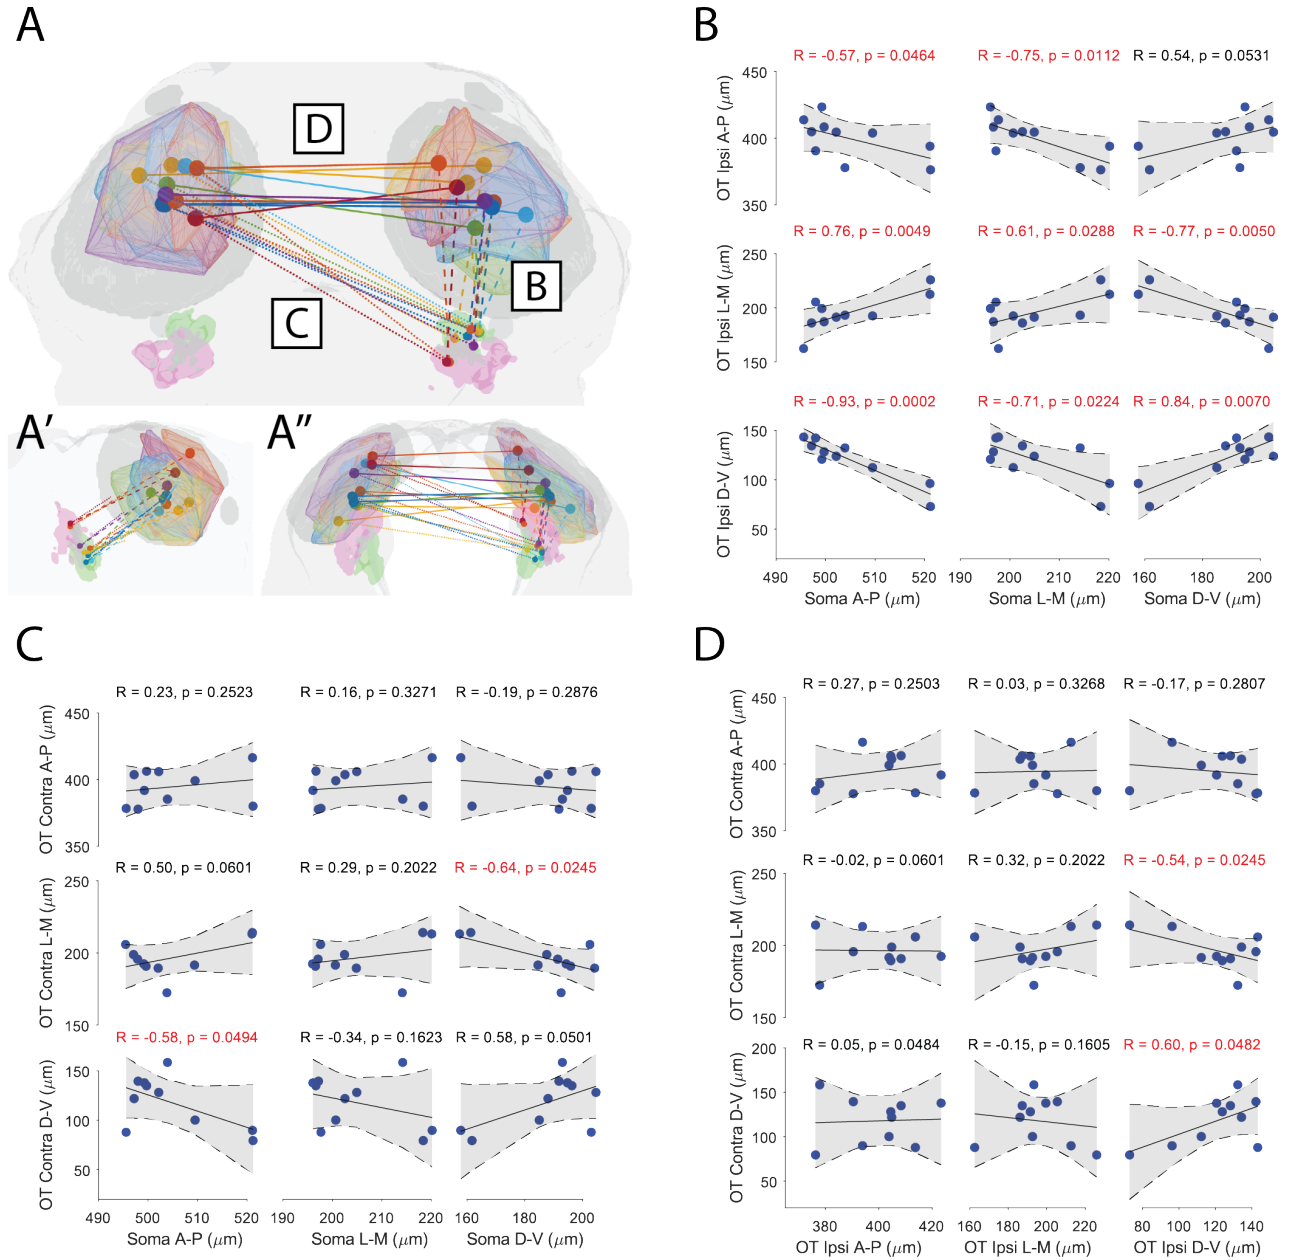 A
D
B
C
A′
A″
B
R = -0.57, p = 0.0464
R = -0.75, p = 0.0112
R = 0.54, p = 0.0531
OT Ipsi A-P (μm)
450
400
350
R = 0.76, p = 0.0049
R = 0.61, p = 0.0288
R = -0.77, p = 0.0050
OT Ipsi L-M (μm)
250
200
150
R = -0.93, p = 0.0002
R = -0.71, p = 0.0224
R = 0.84, p = 0.0070
OT Ipsi D-V (μm)
150
100
50
490 500 510 520
190 200 210 220
160 180 200
Soma A-P (μm)
Soma L-M (μm)
Soma D-V (μm)
C
R = 0.23, p = 0.2523
R = 0.16, p = 0.3271
R = -0.19, p = 0.2876
OT Contra A-P (μm)
450
400
350
R = 0.50, p = 0.0601
R = 0.29, p = 0.2022
R = -0.64, p = 0.0245
OT Contra L-M (μm)
250
200
150
R = -0.58, p = 0.0494
R = -0.34, p = 0.1623
R = 0.58, p = 0.0501
OT Contra D-V (μm)
150
100
50
490 500 510 520
190 200 210 220
160 180 200
Soma A-P (μm)
Soma L-M (μm)
Soma D-V (μm)
D
R = 0.27, p = 0.2503
R = 0.03, p = 0.3268
R = -0.17, p = 0.2807
OT Contra A-P (μm)
450
400
350
R = -0.02, p = 0.0601
R = 0.32, p = 0.2022
R = -0.54, p = 0.0245
OT Contra L-M (μm)
250
200
150
R = 0.05, p = 0.0484
R = -0.15, p = 0.1605
R = 0.60, p = 0.0482
OT Contra D-V (μm)
200
150
100
50
380 400 420
160 180 200 220
80 100 120 140
OT Ipsi A-P (μm)
OT Ipsi L-M (μm)
OT Ipsi D-V (μm)